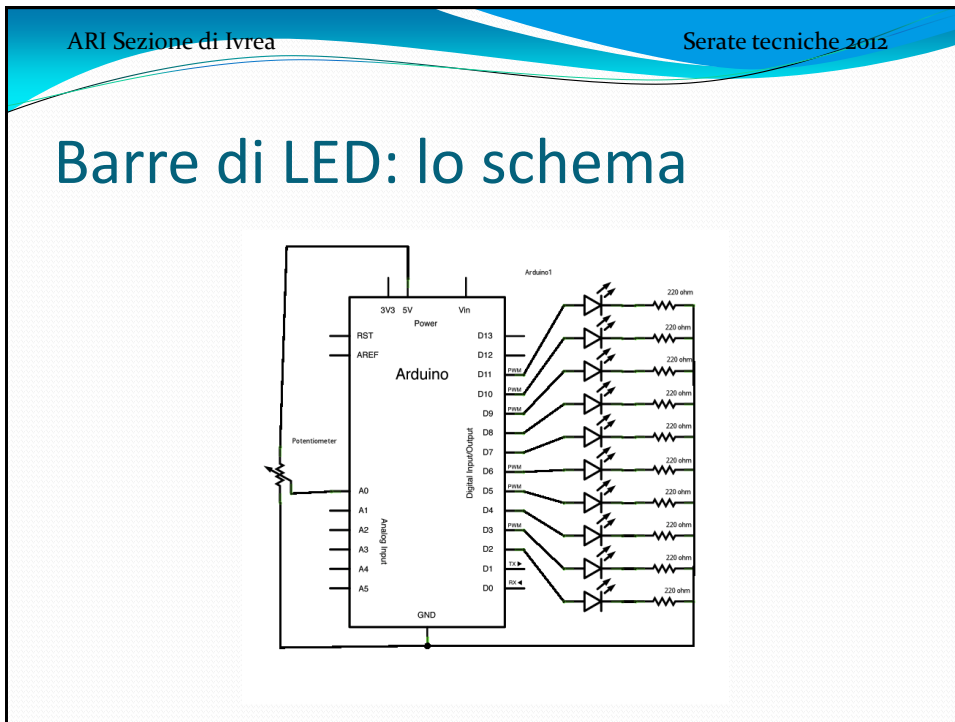 ARI Sezione di Ivrea
Serate tecniche 2012
Barre di LED: lo schema
Arduino1
3V3 5V Vin
Power
RST
AREF
Arduino
Potentiometer
A0
A1
A2
A3
A4
A5
Analog Input
Digital Input/Output
D13
D12
D11 PWM
D10 PWM
D9 PWM
D8
D7
D6 PWM
D5 PWM
D4
D3 PWM
D2
D1 TX ▶
D0 RX ◀
GND
220 ohm
220 ohm
220 ohm
220 ohm
220 ohm
220 ohm
220 ohm
220 ohm
220 ohm
220 ohm